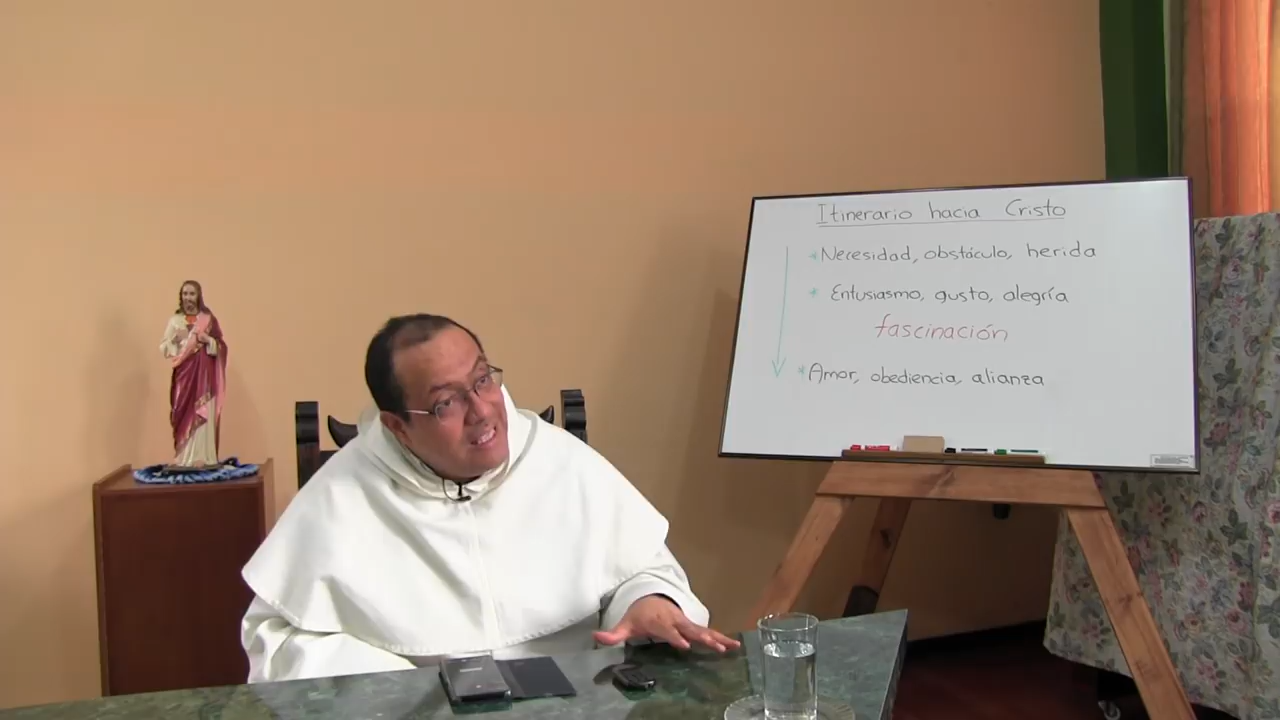 Itinerario hacia Cristo
* Necesidad, obstáculo, herida
* Entusiasmo, gusto, alegría
fascinación
* Amor, obediencia, alianza